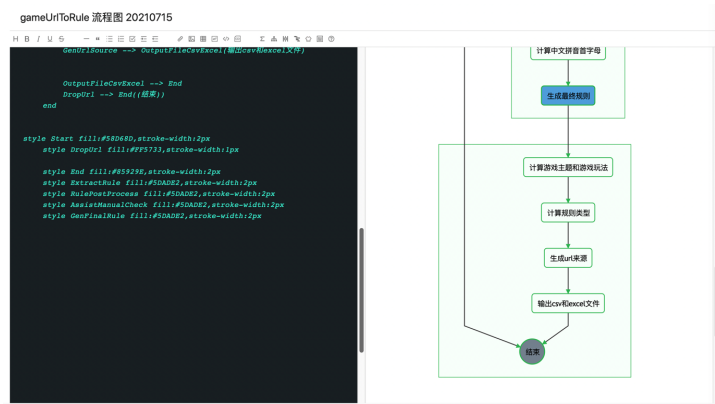 gameUrlToRule 流程图 20210715
GenUrlSource --> OutputFileCsvExcel(输出csv和excel文件)
OutputFileCsvExcel --> End
DropUrl --> End((结束))
end
style Start fill:#58D68D,stroke-width:2px
style DropUrl fill:#FF5733,stroke-width:1px
style End fill:#85929E,stroke-width:2px
style ExtractRule fill:#5DADE2,stroke-width:2px
style RulePostProcess fill:#5DADE2,stroke-width:2px
style AssistManualCheck fill:#5DADE2,stroke-width:2px
style GenFinalRule fill:#5DADE2,stroke-width:2px
计算中文拼音首字母
生成最终规则
计算游戏主题和游戏玩法
计算规则类型
生成url来源
输出csv和excel文件
结束